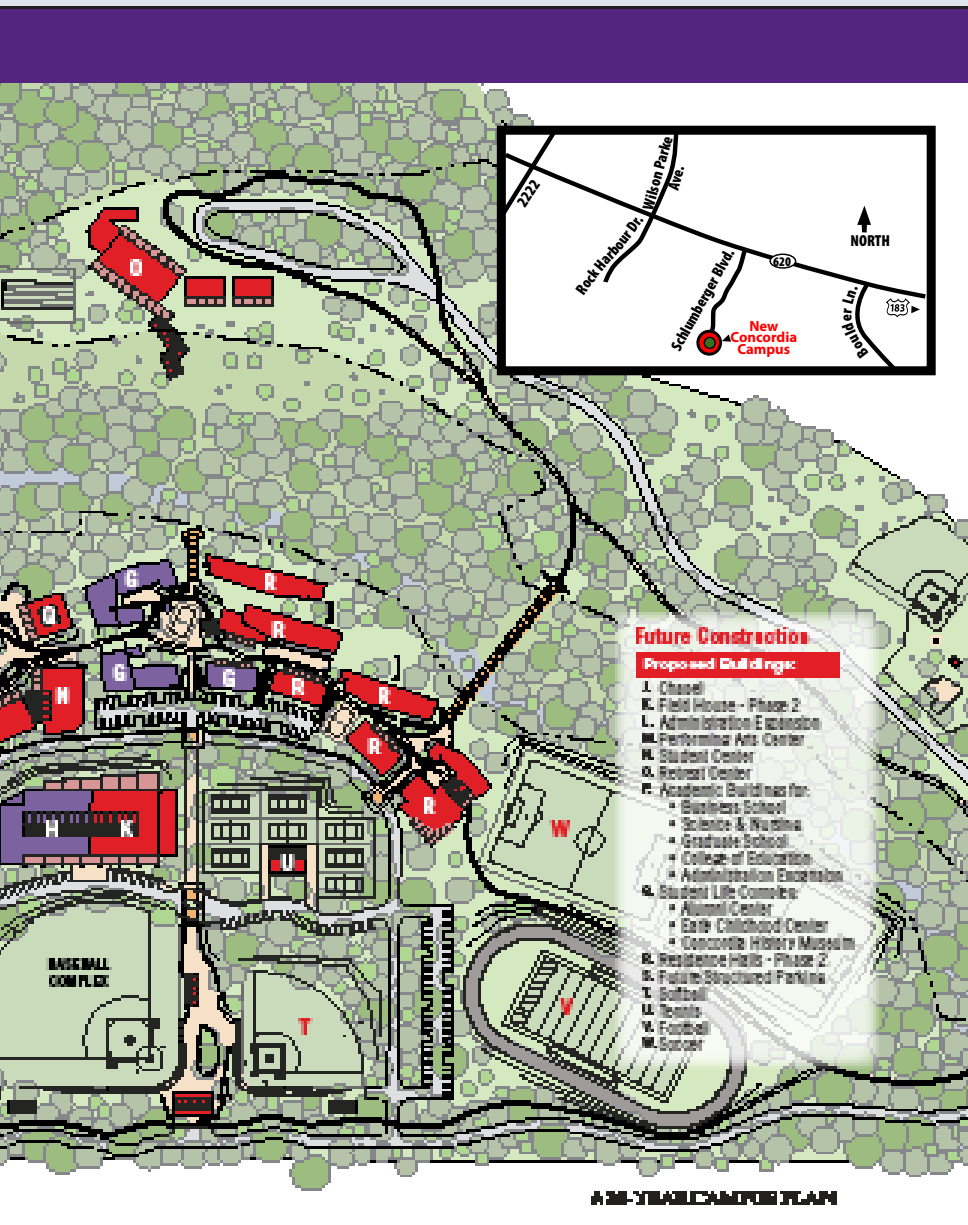 2222
Wilson Parke
Ave.
Rock Harbour Dr.
Schlumberger Blvd.
620
NORTH
183
Boulder Ln.
New
Concordia
Campus
O
G
R
Q
R
G
G
R
R
M
R
R
H
K
U
W
BASEBALL
COMPLEX
T
V
Future Construction
Proposed Buildings:
J. Chapel
K. Field House - Phase 2
L. Administration Expansion
M. Performing Arts Center
N. Student Center
O. Retreat Center
P. Academic Buildings for:
• Business School
• Science & Nursing
• Graduate School
• College of Education
• Administration Expansion
Q. Student Life Complex:
• Alumni Center
• Early Childhood Center
• Concordia History Museum
R. Residence Halls - Phase 2
S. Future Structured Parking
T. Softball
U. Tennis
V. Football
W. Soccer
CAMPUS PLAN